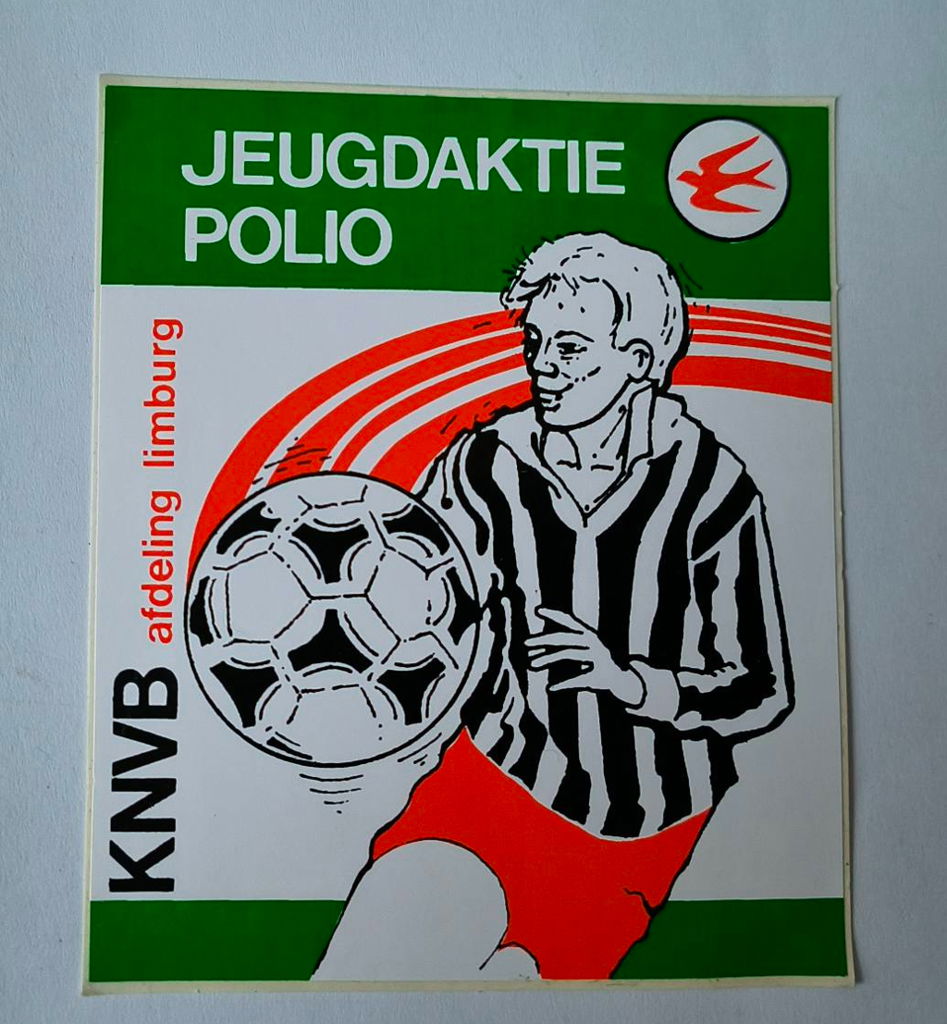 JEUGDAKTIE
POLIO
KNVB afdeling limburg